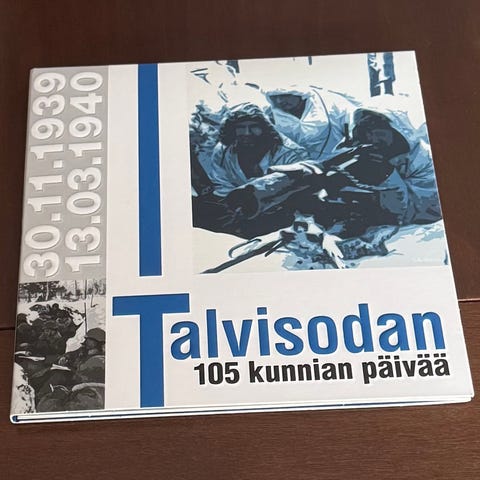 30.11.1939
13.03.1940
Talvisodan
105 kunnian päivää